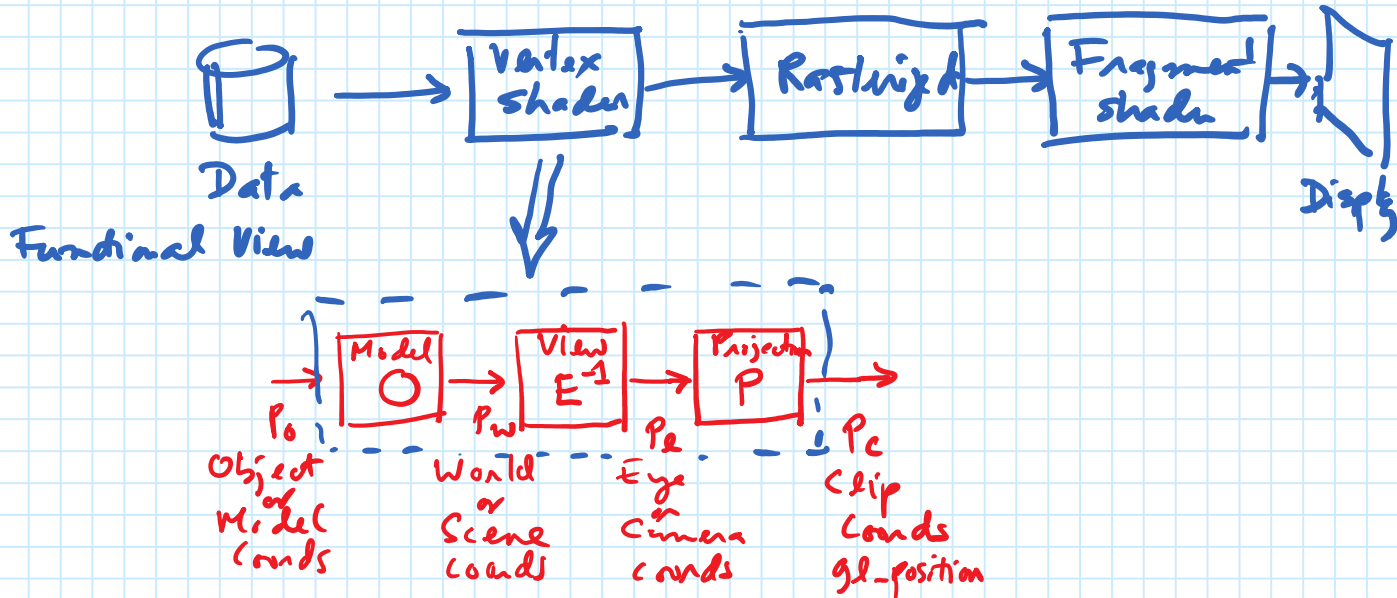 Vertex
Shader
Rasterizer
Fragment
shader
Data
Display
Functional View
Model
O
View
E⁻¹
Projection
P
Po
Pw
Pe
Pc
Object
or
Model
Coords
World
or
Scene
coords
Eye
or
Camera
coords
Clip
Coords
gl_position